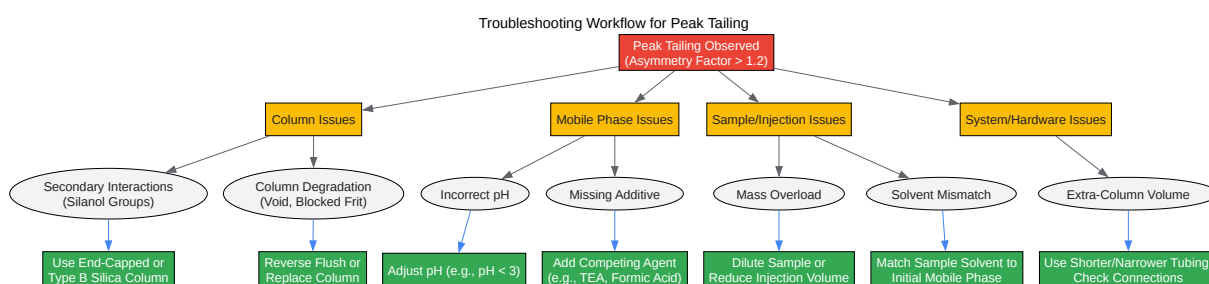 Troubleshooting Workflow for Peak Tailing
Peak Tailing Observed
(Asymmetry Factor > 1.2)
Column Issues
Mobile Phase Issues
Sample/Injection Issues
System/Hardware Issues
Secondary Interactions
(Silanol Groups)
Column Degradation
(Void, Blocked Frit)
Incorrect pH
Missing Additive
Mass Overload
Solvent Mismatch
Extra-Column Volume
Use End-Capped or
Type B Silica Column
Reverse Flush or
Replace Column
Adjust pH (e.g., pH < 3)
Add Competing Agent
(e.g., TEA, Formic Acid)
Dilute Sample or
Reduce Injection Volume
Match Sample Solvent to
Initial Mobile Phase
Use Shorter/Narrower Tubing
Check Connections